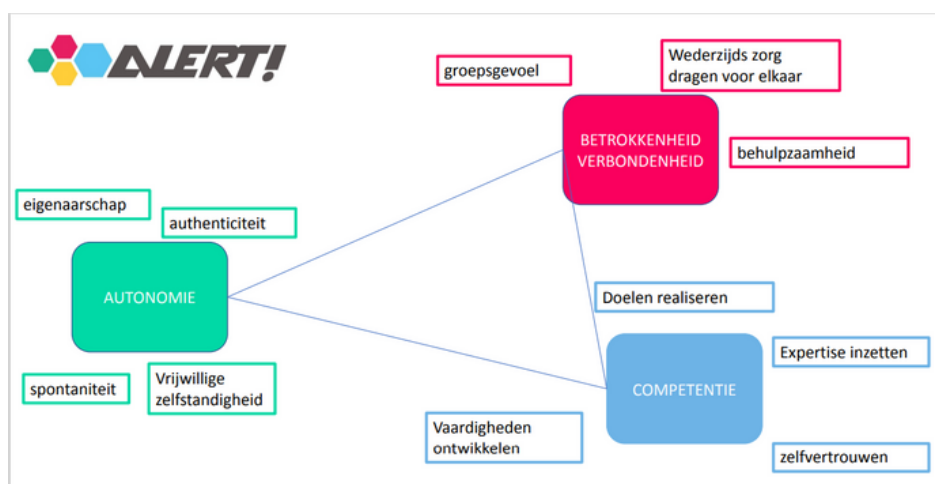 ALERT!
groepsgevoel
Wederzijds zorg
dragen voor elkaar
BETROKKENHEID
VERBONDENHEID
behulpzaamheid
eigenaarschap
authenticiteit
AUTONOMIE
spontaniteit
Vrijwillige
zelfstandigheid
Doelen realiseren
Expertise inzetten
COMPETENTIE
Vaardigheden
ontwikkelen
zelfvertrouwen